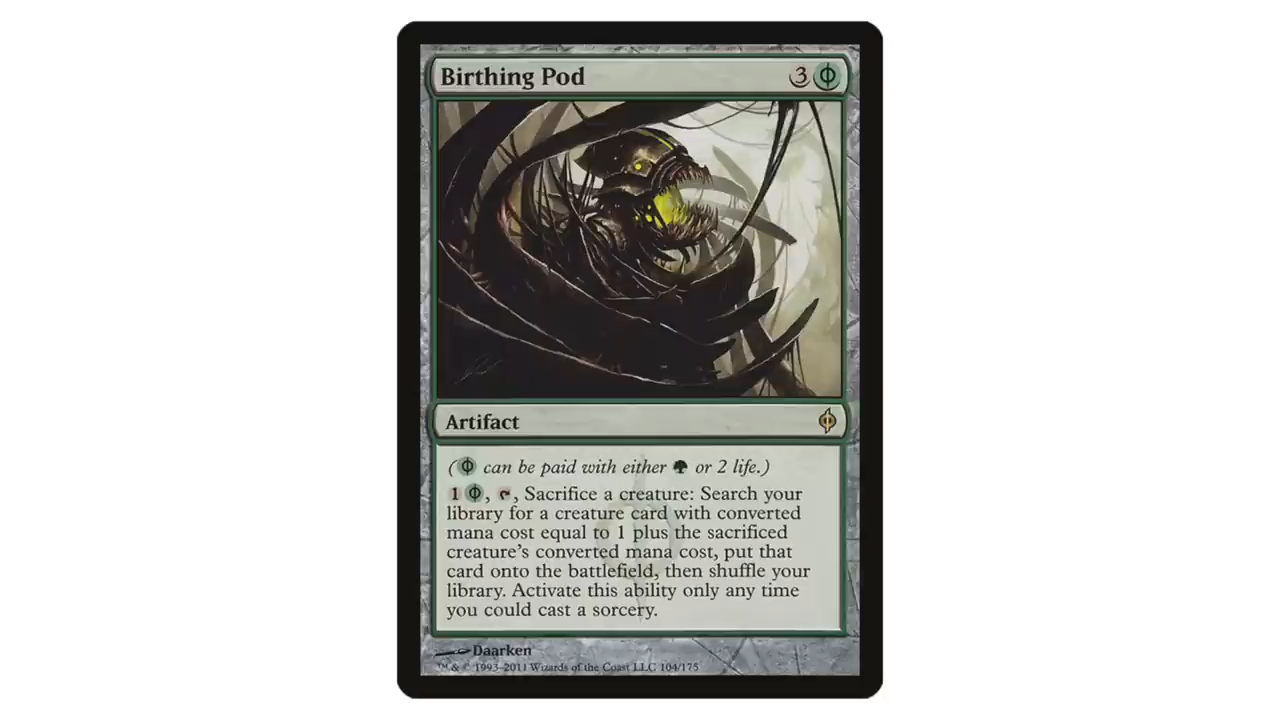 Birthing Pod 3
Artifact
( can be paid with either or 2 life.)
1 , , Sacrifice a creature: Search your
library for a creature card with converted
mana cost equal to 1 plus the sacrificed
creature's converted mana cost, put that
card onto the battlefield, then shuffle your
library. Activate this ability only any time
you could cast a sorcery.
Daarken
™ & © 1993–2011 Wizards of the Coast LLC 104/175